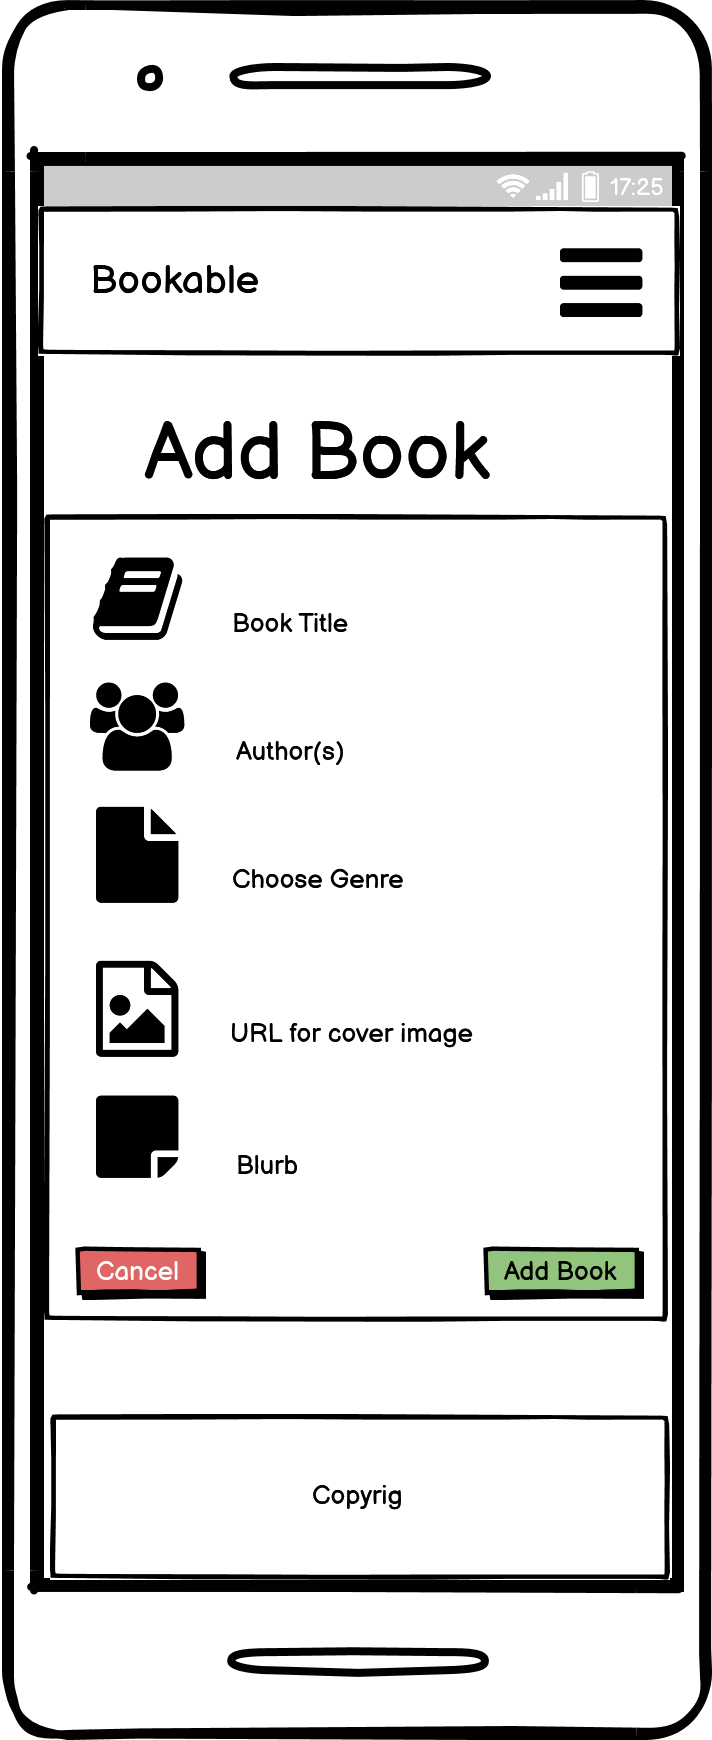 17:25
Bookable
Add Book
Book Title
Author(s)
Choose Genre
URL for cover image
Blurb
Cancel
Add Book
Copyrig